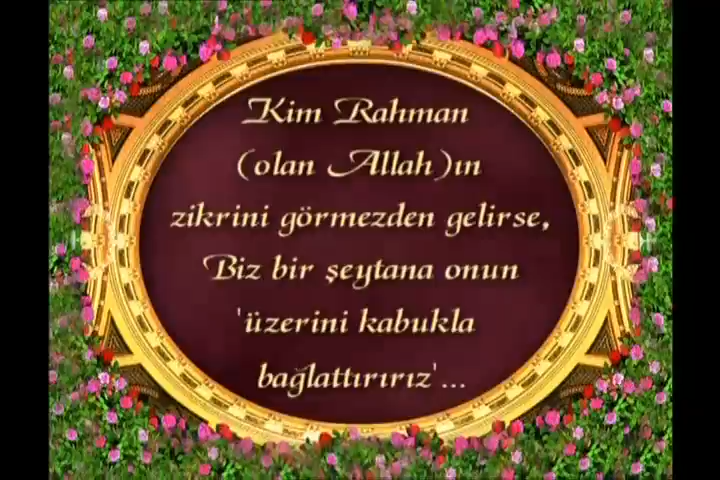 Kim Rahman
(olan Allah)ın
zikrini görmezden gelirse,
Biz bir şeytana onun
'üzerini kabukla
bağlattırırız'...